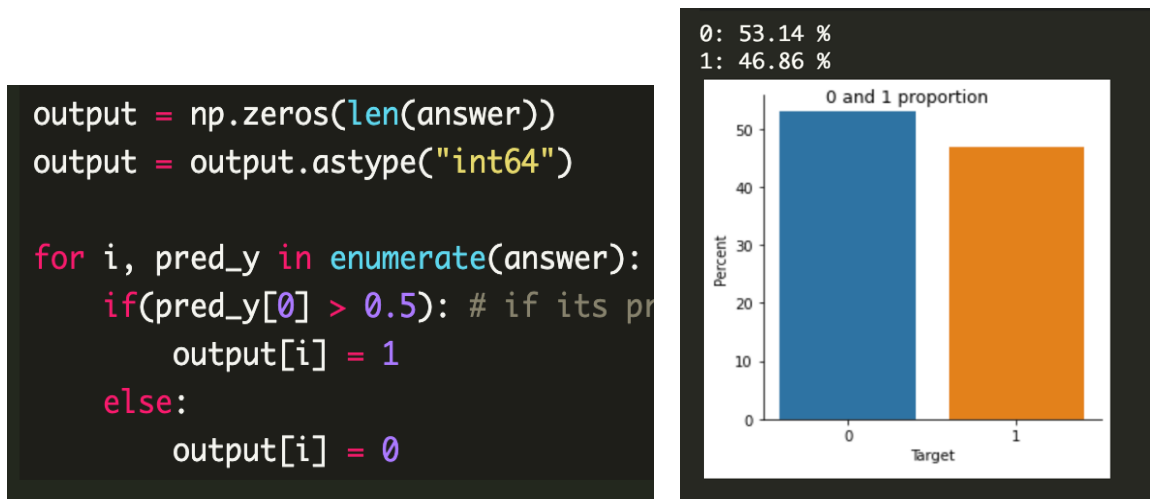 output = np.zeros(len(answer))
output = output.astype("int64")
for i, pred_y in enumerate(answer):
if(pred_y[0] > 0.5): # if its
output[i] = 1
else:
output[i] = 0
0: 53.14 %
1: 46.86 %
0 and 1 proportion
Percent
50
40
30
20
10
0
0 1
Target